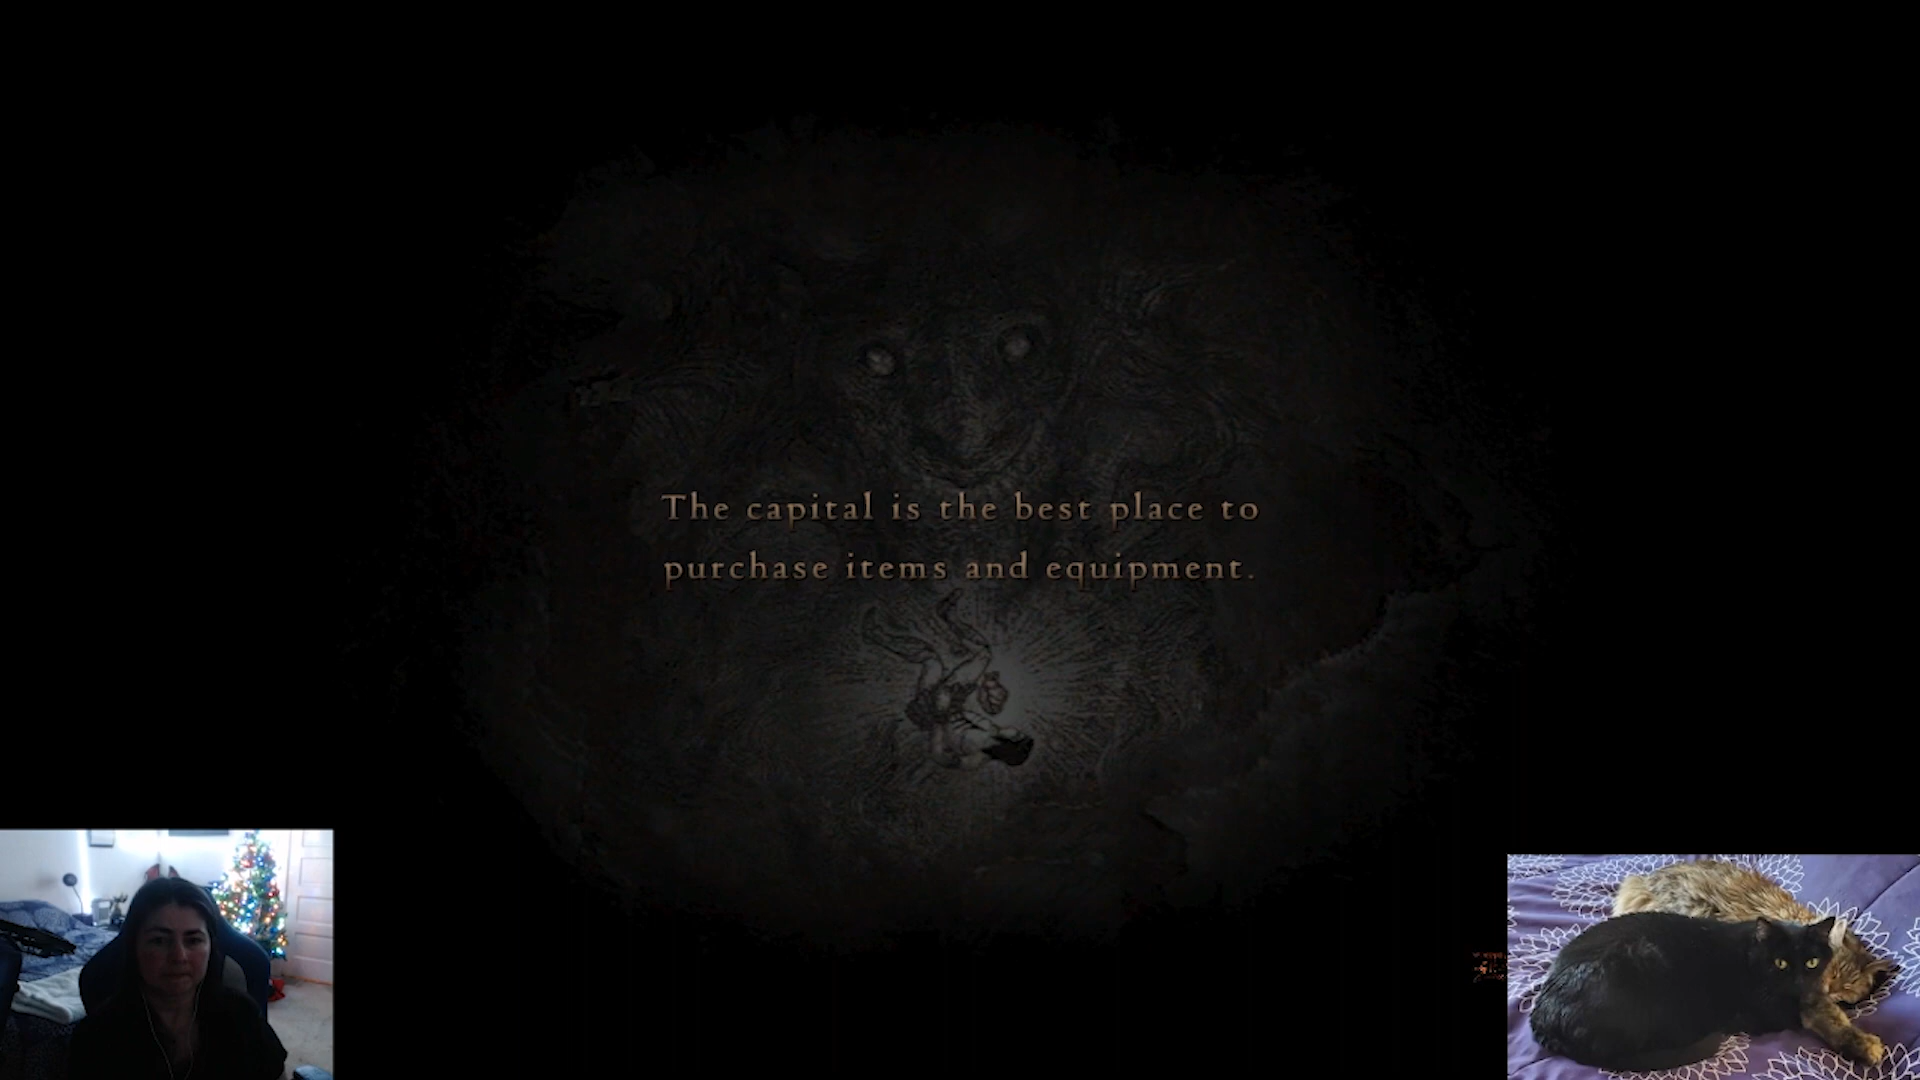 The capital is the best place to
purchase items and equipment.